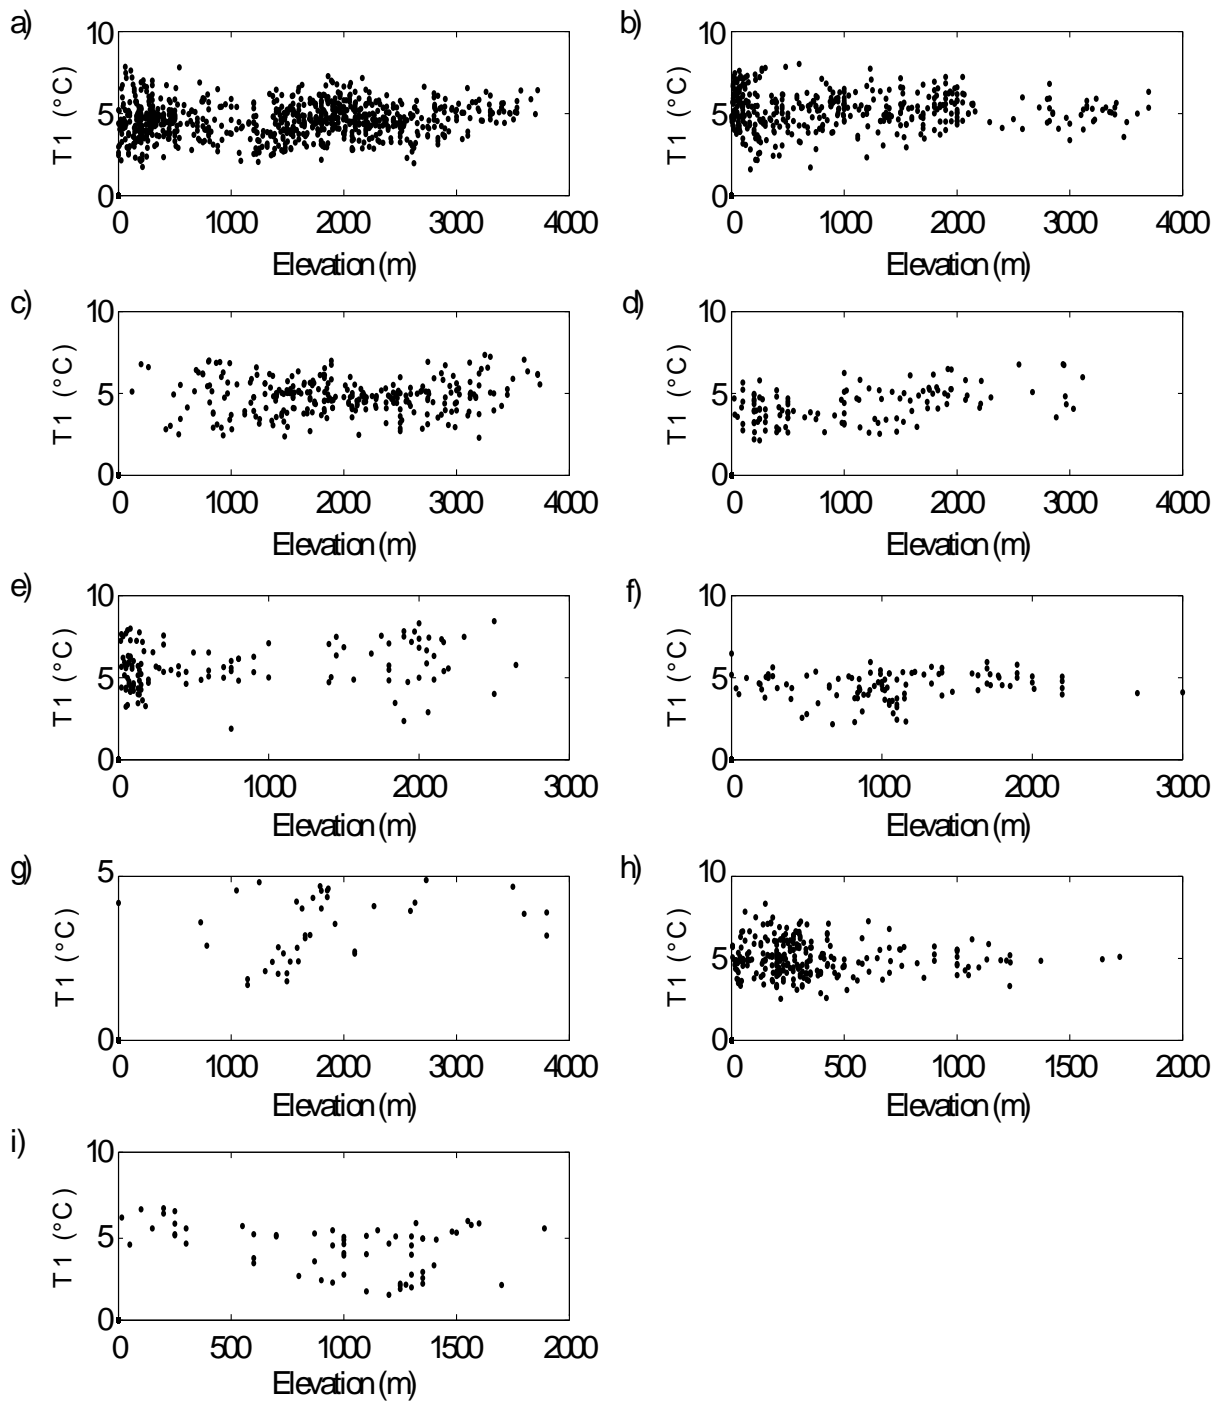 a) b)
10 10
T1 (°C) 5 T1 (°C) 5
0 0
0 1000 2000 3000 4000 0 1000 2000 3000 4000
Elevation (m) Elevation (m)
c) d)
10 10
T1 (°C) 5 T1 (°C) 5
0 0
0 1000 2000 3000 4000 0 1000 2000 3000 4000
Elevation (m) Elevation (m)
e) f)
10 10
T1 (°C) 5 T1 (°C) 5
0 0
0 1000 2000 3000 0 1000 2000 3000
Elevation (m) Elevation (m)
g) h)
5 10
T1 (°C) T1 (°C) 5
0 0
0 1000 2000 3000 4000 0 500 1000 1500 2000
Elevation (m) Elevation (m)
i)
10
T1 (°C) 5
0
0 500 1000 1500 2000
Elevation (m)